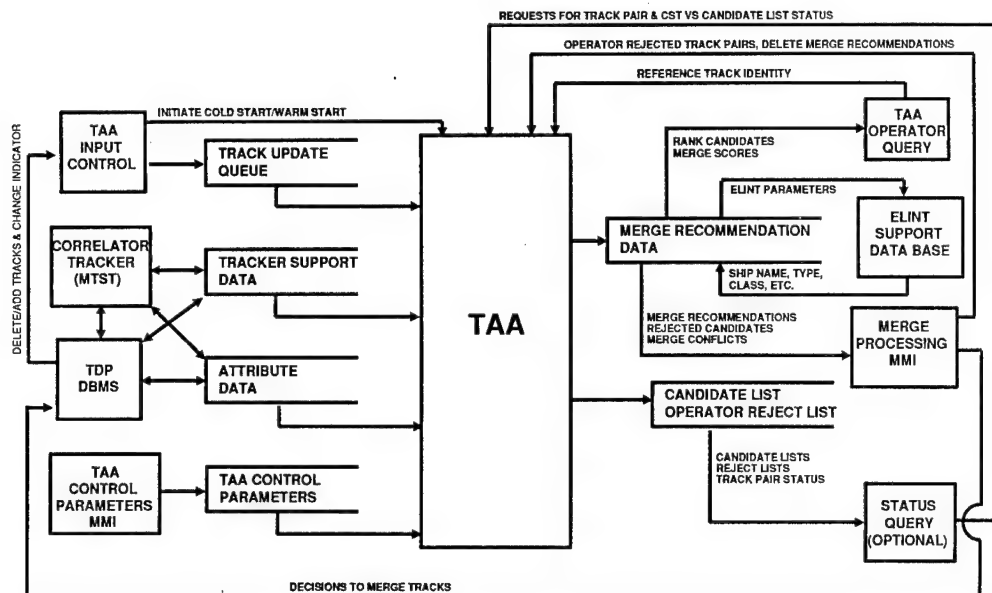 REQUESTS FOR TRACK PAIR & CST VS CANDIDATE LIST STATUS
OPERATOR REJECTED TRACK PAIRS, DELETE MERGE RECOMMENDATIONS
REFERENCE TRACK IDENTITY
INITIATE COLD START/WARM START
TAA
INPUT
CONTROL
TRACK UPDATE
QUEUE
DELETE/ADD TRACKS & CHANGE INDICATOR
CORRELATOR
TRACKER
(MTST)
TRACKER SUPPORT
DATA
TDP
DBMS
ATTRIBUTE
DATA
TAA
CONTROL
PARAMETERS
MMI
TAA CONTROL
PARAMETERS
TAA
RANK CANDIDATES
MERGE SCORES
TAA
OPERATOR
QUERY
ELINT PARAMETERS
MERGE RECOMMENDATION
DATA
ELINT
SUPPORT
DATA BASE
SHIP NAME, TYPE,
CLASS, ETC.
MERGE RECOMMENDATIONS
REJECTED CANDIDATES
MERGE CONFLICTS
MERGE
PROCESSING
MMI
CANDIDATE LIST
OPERATOR REJECT LIST
CANDIDATE LISTS
REJECT LISTS
TRACK PAIR STATUS
STATUS
QUERY
(OPTIONAL)
DECISIONS TO MERGE TRACKS